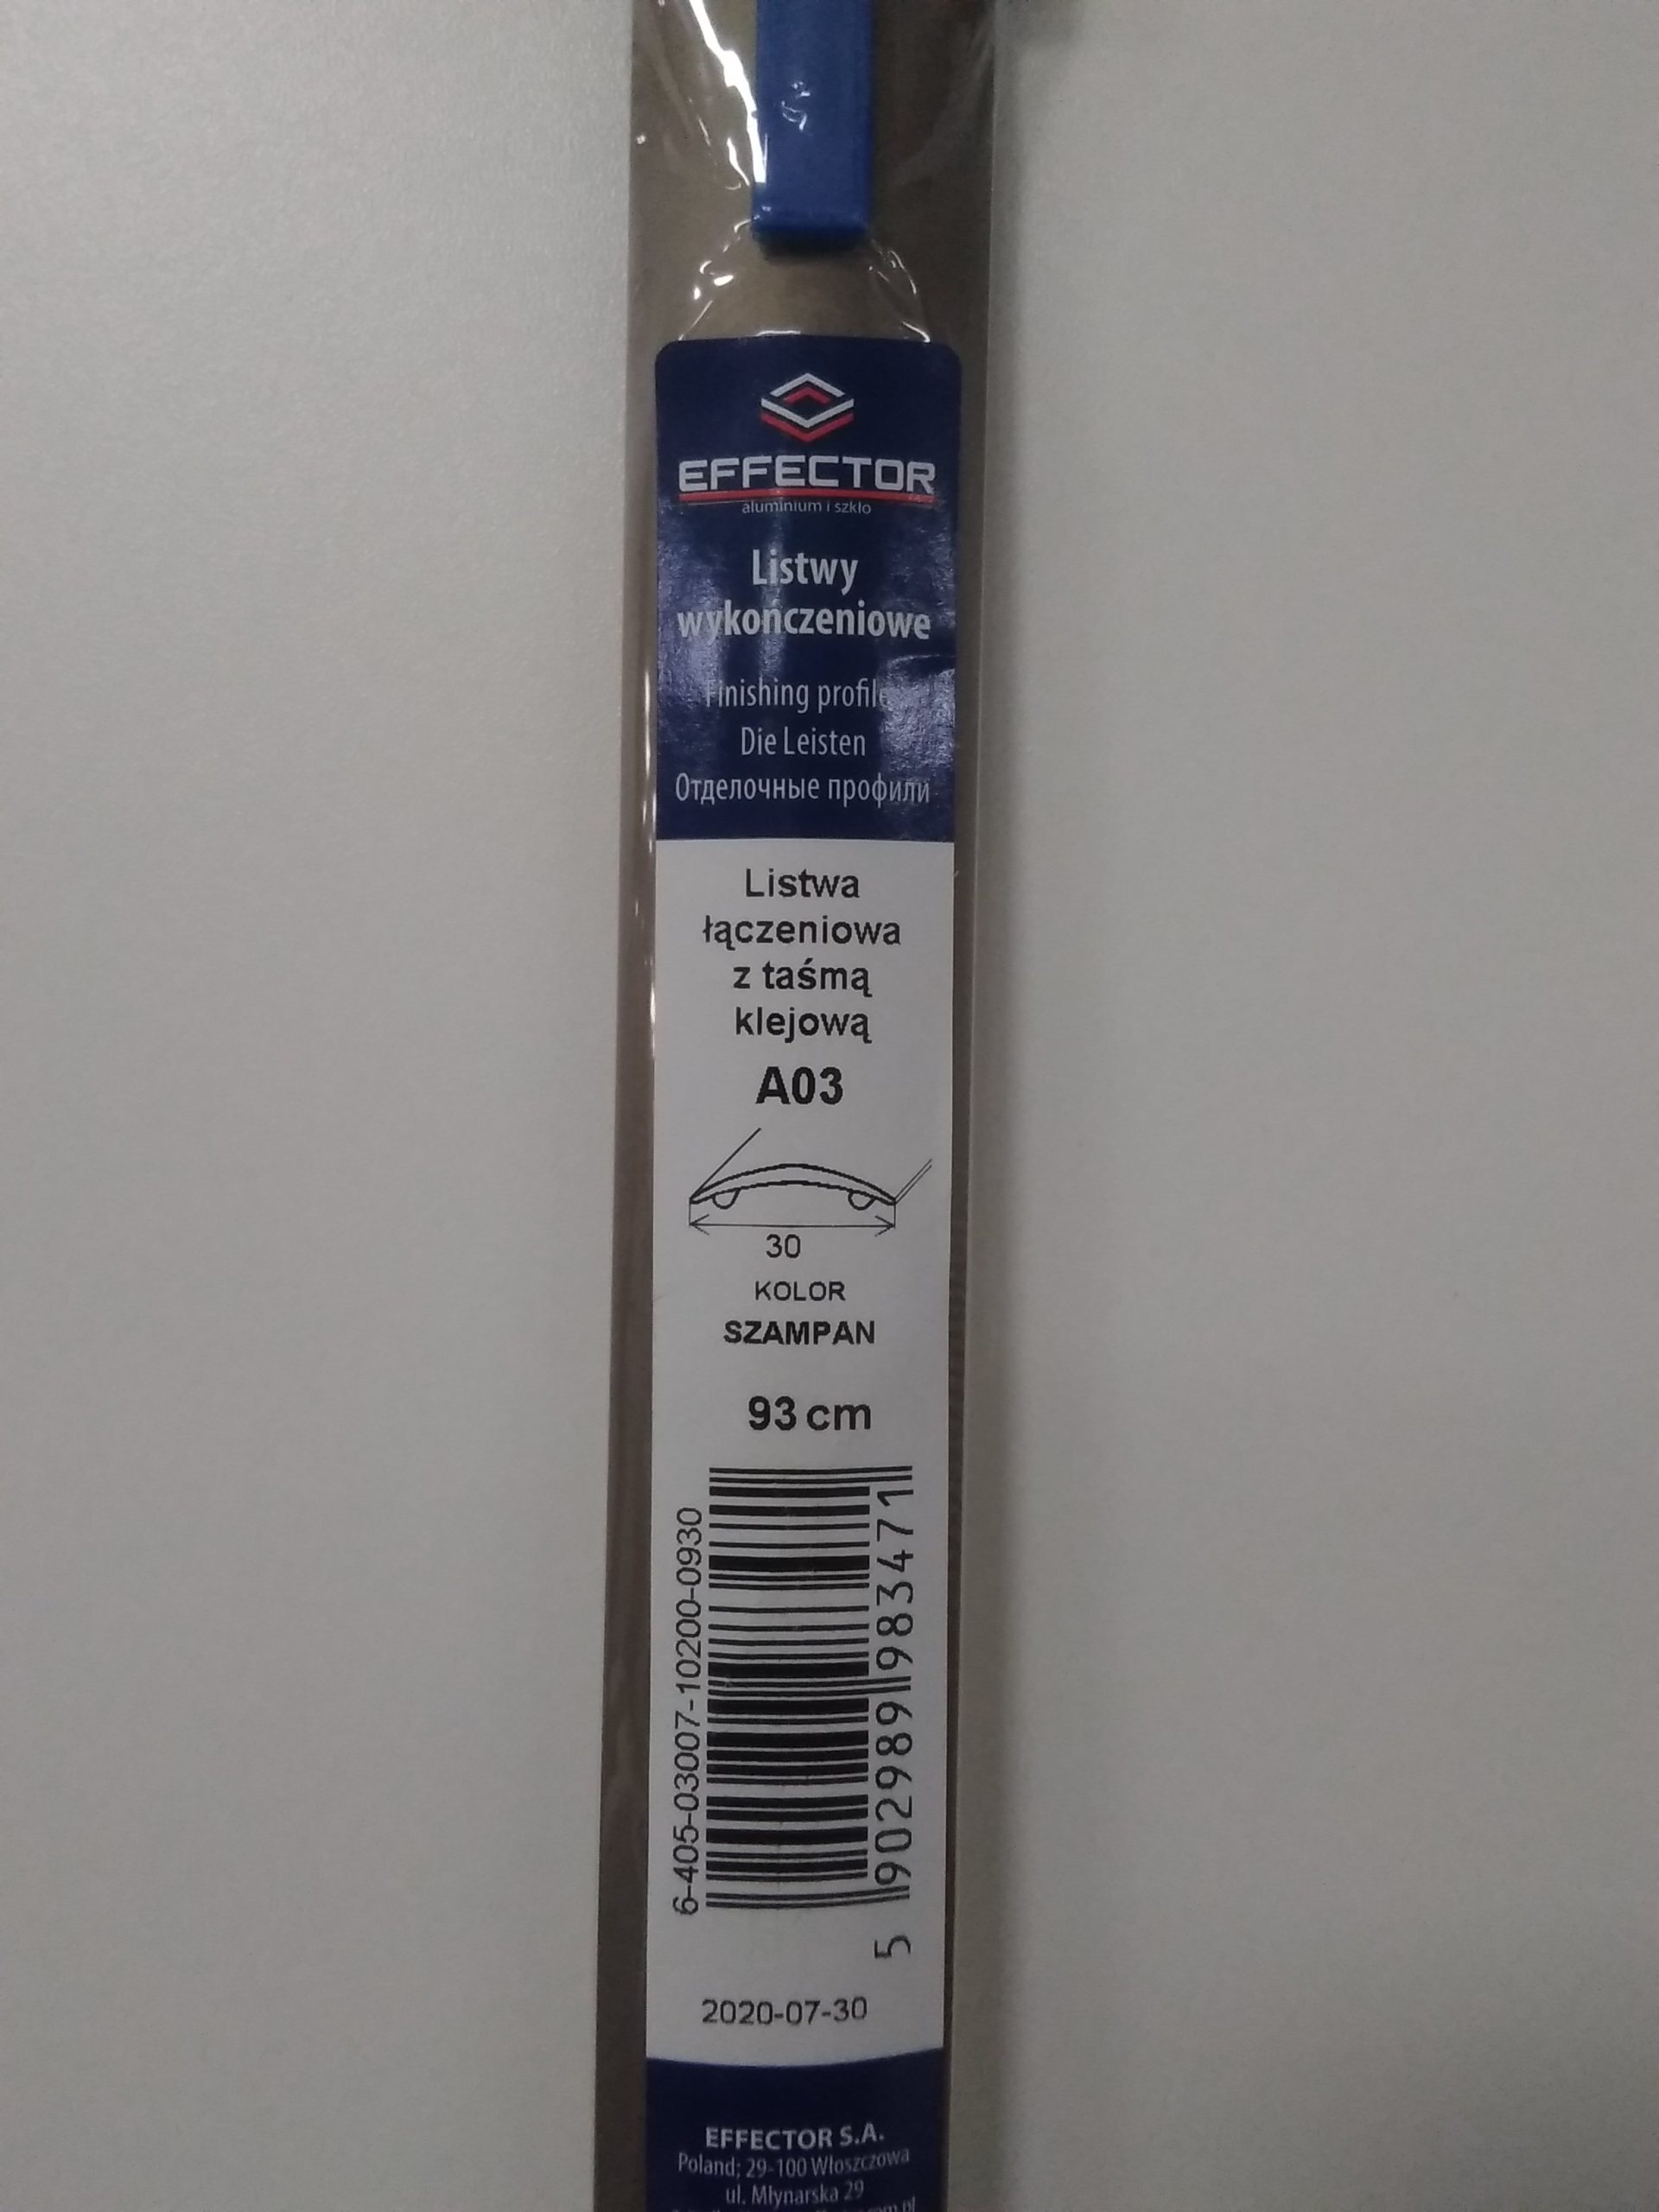 EFFECTOR
aluminium i szkło
Listwy
wykończeniowe
Finishing profile
Die Leisten
Отделочные профили
Listwa
łączeniowa
z taśmą
klejową
A03
30
KOLOR
SZAMPAN
93 cm
6-405-03007-10200-0930
5 902989 983471
2020-07-30
EFFECTOR S.A.
Poland; 29-100 Włoszczowa
ul. Młynarska 29